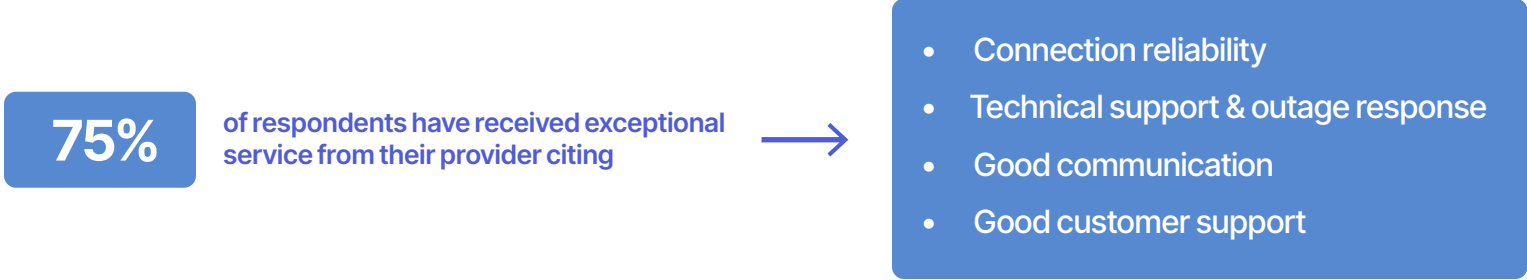 75%
of respondents have received exceptional
service from their provider citing
• Connection reliability
• Technical support & outage response
• Good communication
• Good customer support